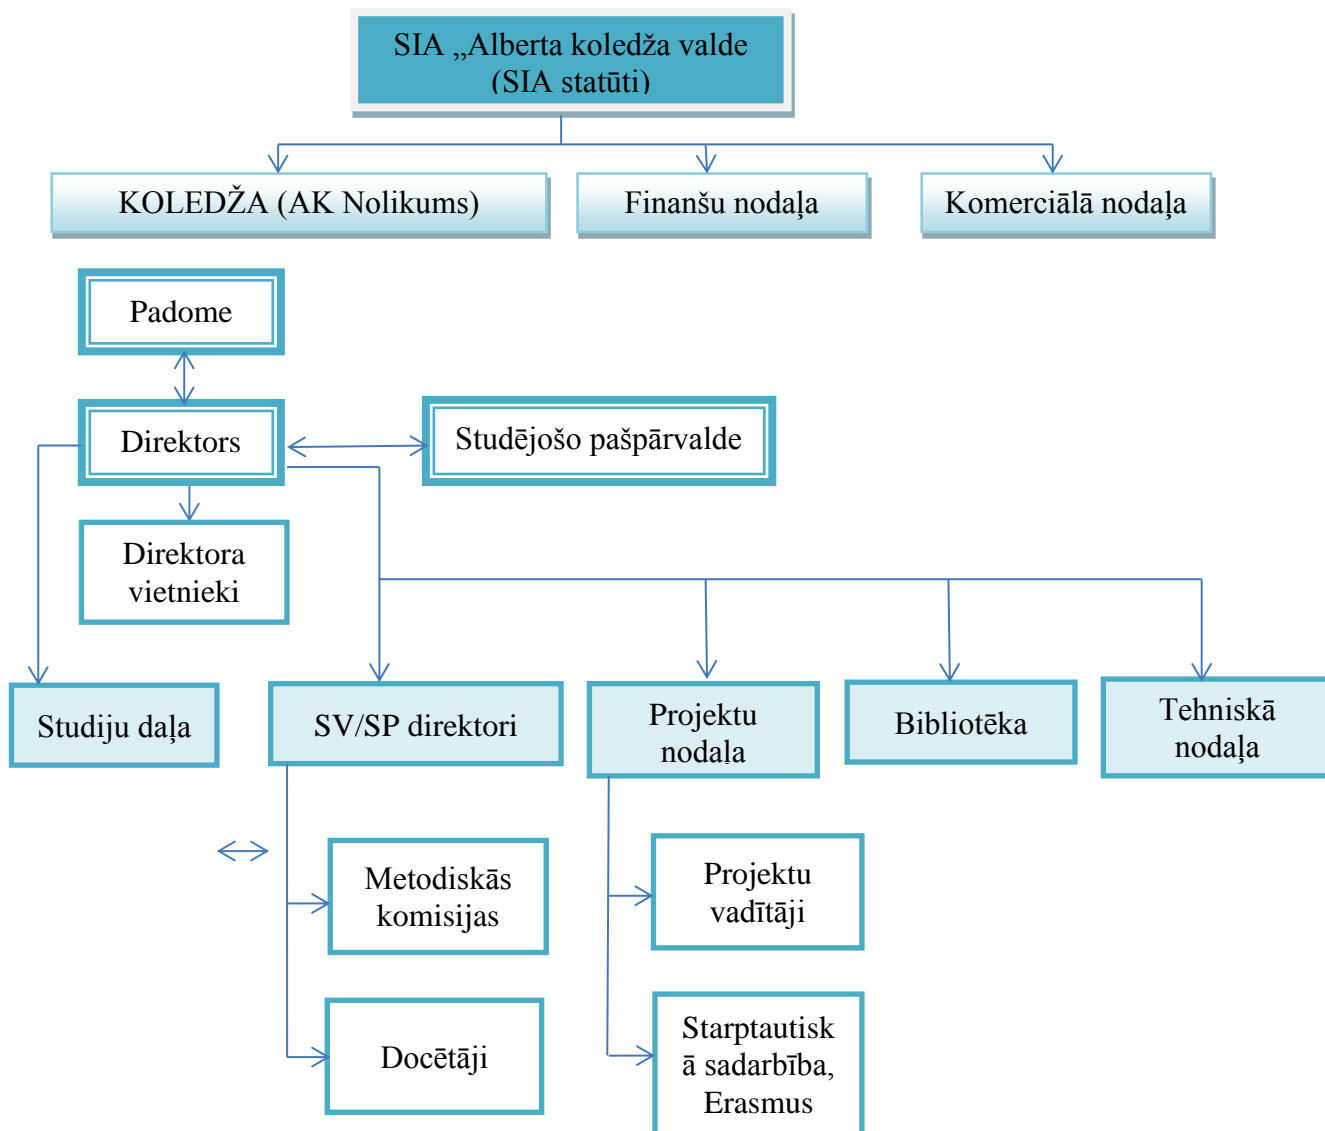 SIA „Alberta koledža valde
(SIA statūti)
KOLEDŽA (AK Nolikums)
Finanšu nodaļa
Komerciālā nodaļa
Padome
Direktors
Studējošo pašpārvalde
Direktora
vietnieki
Studiju daļa
SV/SP direktori
Projektu
nodaļa
Bibliotēka
Tehniskā
nodaļa
Metodiskās
komisijas
Projektu
vadītāji
Docētāji
Starptautisk
ā sadarbība,
Erasmus